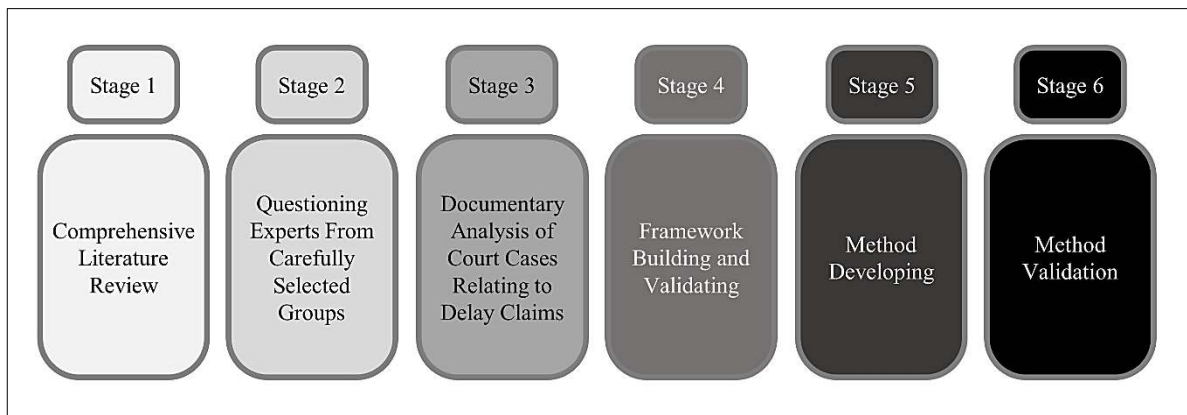 Stage 1
Stage 2
Stage 3
Stage 4
Stage 5
Stage 6
Comprehensive
Literature
Review
Questioning
Experts From
Carefully
Selected
Groups
Documentary
Analysis of
Court Cases
Relating to
Delay Claims
Framework
Building and
Validating
Method
Developing
Method
Validation